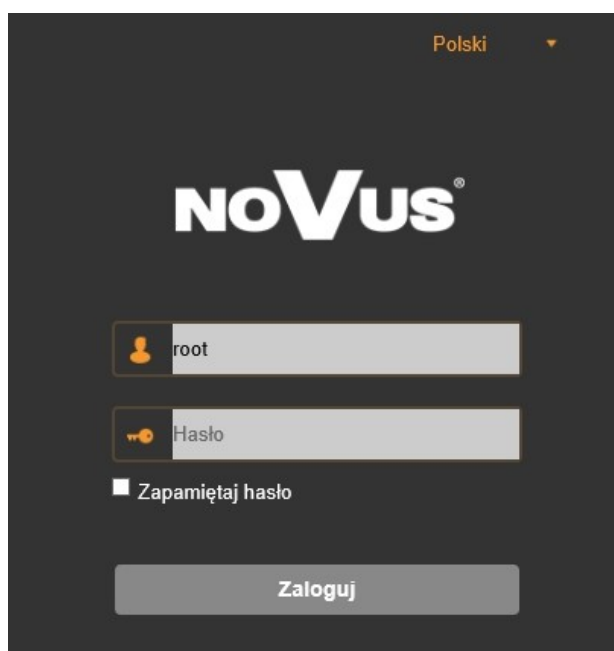 Polski
NOVUS®
root
Hasło
Zapamiętaj hasło
Zaloguj